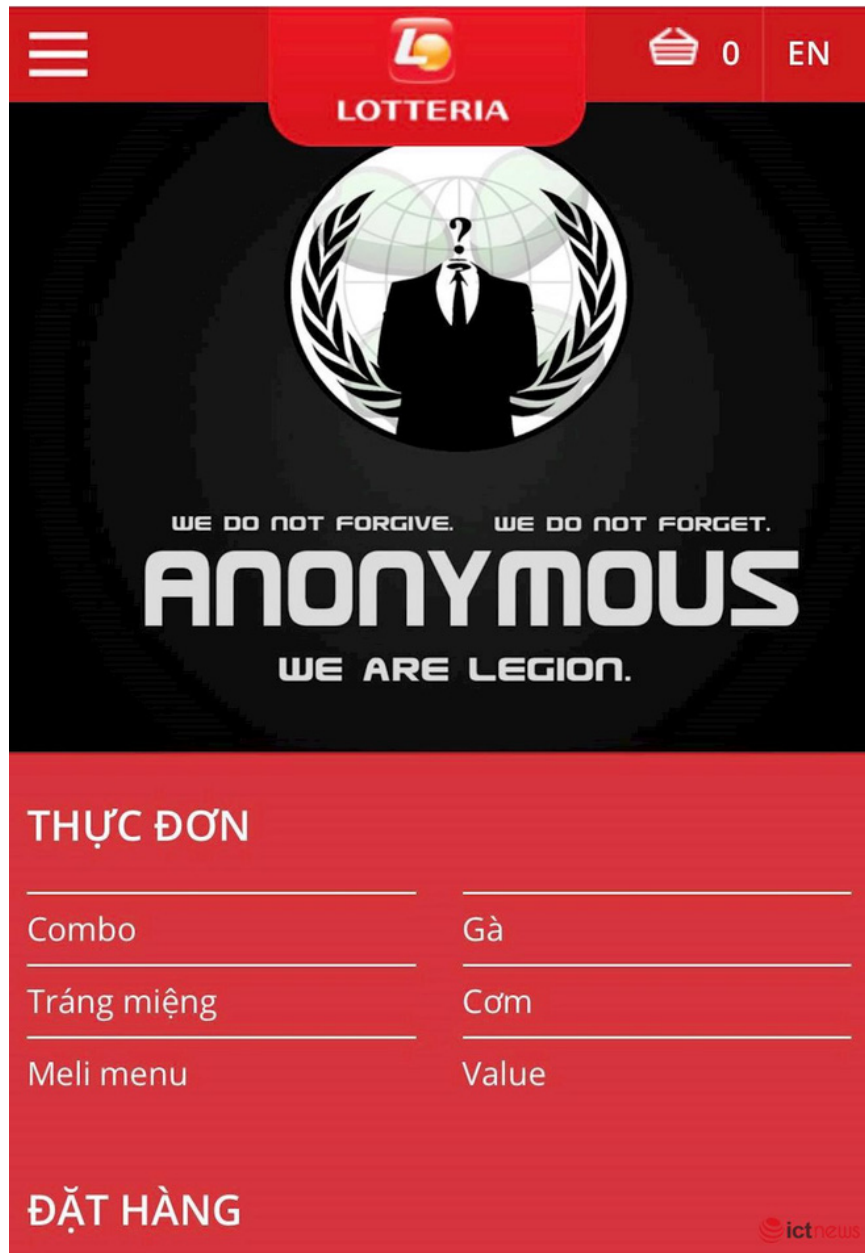 0 EN
LOTTERIA
?
WE DO NOT FORGIVE. WE DO NOT FORGET.
ANONYMOUS
WE ARE LEGION.
THỰC ĐƠN
Combo Gà
Tráng miệng Cơm
Meli menu Value
ĐẶT HÀNG
ictnews